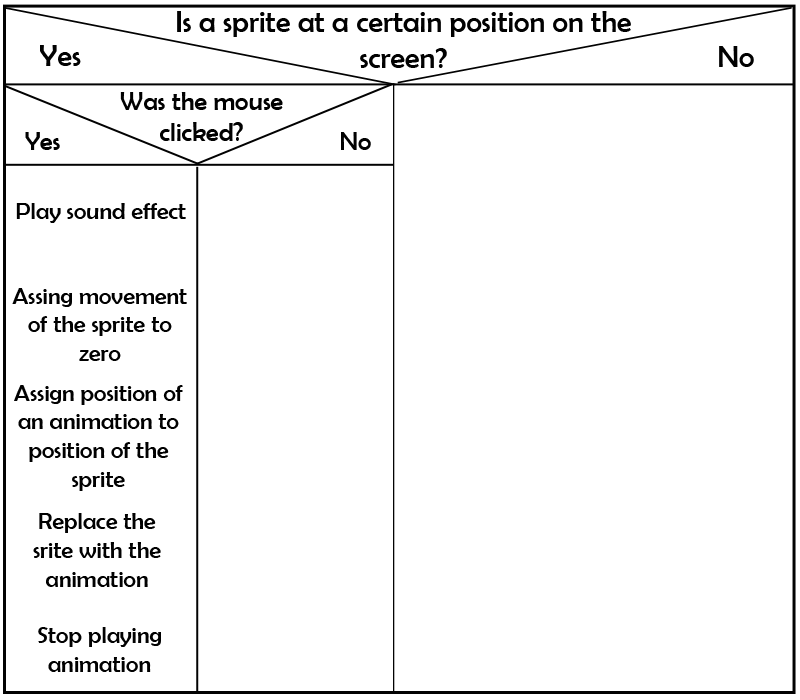 Is a sprite at a certain position on the
screen?
Yes
No
Was the mouse
clicked?
Yes
No
Play sound effect
Assing movement
of the sprite to
zero
Assign position of
an animation to
position of the
sprite
Replace the
srite with the
animation
Stop playing
animation